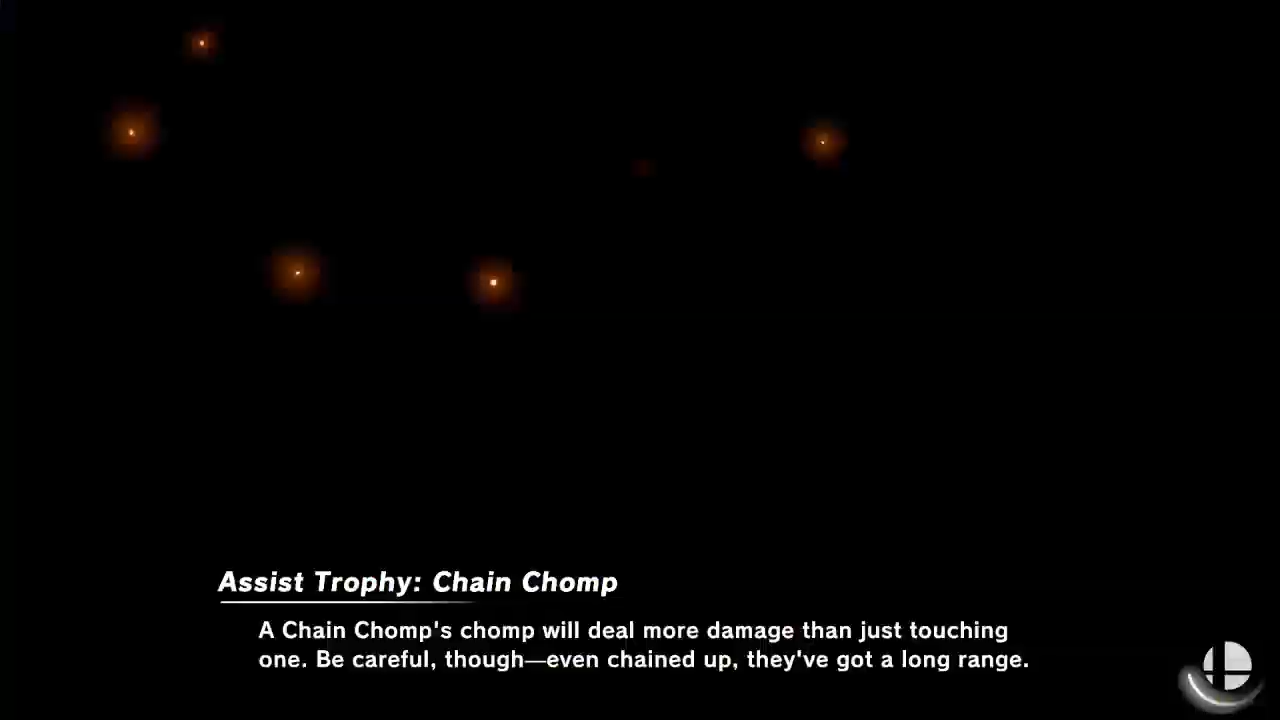 Assist Trophy: Chain Chomp
A Chain Chomp's chomp will deal more damage than just touching
one. Be careful, though—even chained up, they've got a long range.